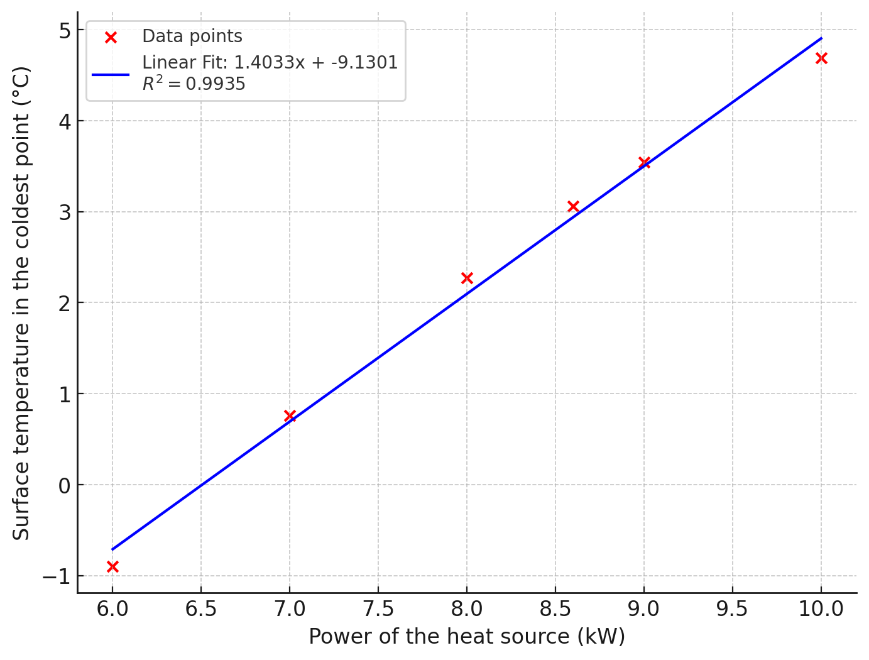 Data points
Linear Fit: 1.4033x + -9.1301
R² = 0.9935
5
4
3
2
1
0
−1
Surface temperature in the coldest point (°C)
6.0 6.5 7.0 7.5 8.0 8.5 9.0 9.5 10.0
Power of the heat source (kW)